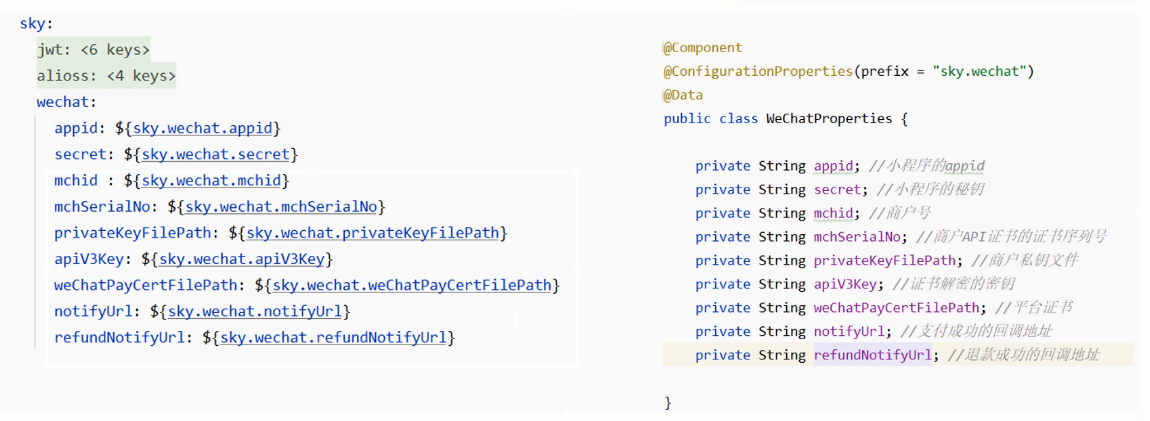 sky:
jwt: <6 keys>
alioss: <4 keys>
wechat:
appid: ${sky.wechat.appid}
secret: ${sky.wechat.secret}
mchid : ${sky.wechat.mchid}
mchSerialNo: ${sky.wechat.mchSerialNo}
privateKeyFilePath: ${sky.wechat.privateKeyFilePath}
apiV3Key: ${sky.wechat.apiV3Key}
weChatPayCertFilePath: ${sky.wechat.weChatPayCertFilePath}
notifyUrl: ${sky.wechat.notifyUrl}
refundNotifyUrl: ${sky.wechat.refundNotifyUrl}
@Component
@ConfigurationProperties(prefix = "sky.wechat")
@Data
public class WeChatProperties {
private String appid; //小程序的appid
private String secret; //小程序的秘钥
private String mchid; //商户号
private String mchSerialNo; //商户API证书的证书序列号
private String privateKeyFilePath; //商户私钥文件
private String apiV3Key; //证书解密的密钥
private String weChatPayCertFilePath; //平台证书
private String notifyUrl; //支付成功的回调地址
private String refundNotifyUrl; //退款成功的回调地址
}